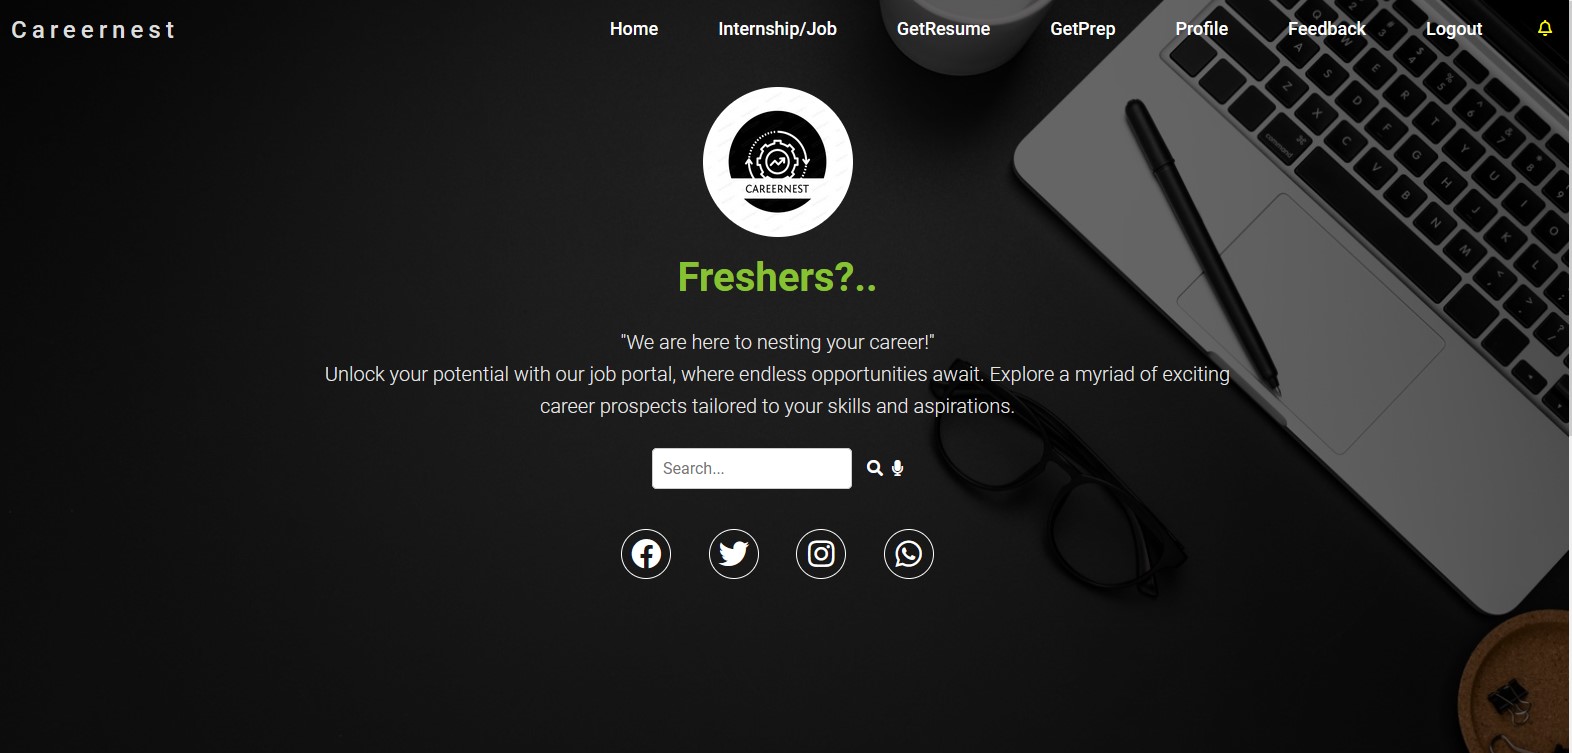 Careernest
Home Internship/Job GetResume GetPrep Profile Feedback Logout
CAREERNEST
Freshers?..
"We are here to nesting your career!"
Unlock your potential with our job portal, where endless opportunities await. Explore a myriad of exciting
career prospects tailored to your skills and aspirations.
Search...